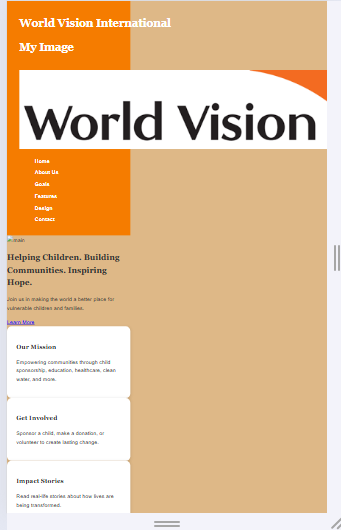 World Vision International
My Image
World Vision
Home
About Us
Goals
Features
Design
Contact
main
Helping Children. Building
Communities. Inspiring
Hope.
Join us in making the world a better place for
vulnerable children and families.
Learn More
Our Mission
Empowering communities through child
sponsorship, education, healthcare, clean
water, and more.
Get Involved
Sponsor a child, make a donation, or
volunteer to create lasting change.
Impact Stories
Read real-life stories about how lives are
being transformed.